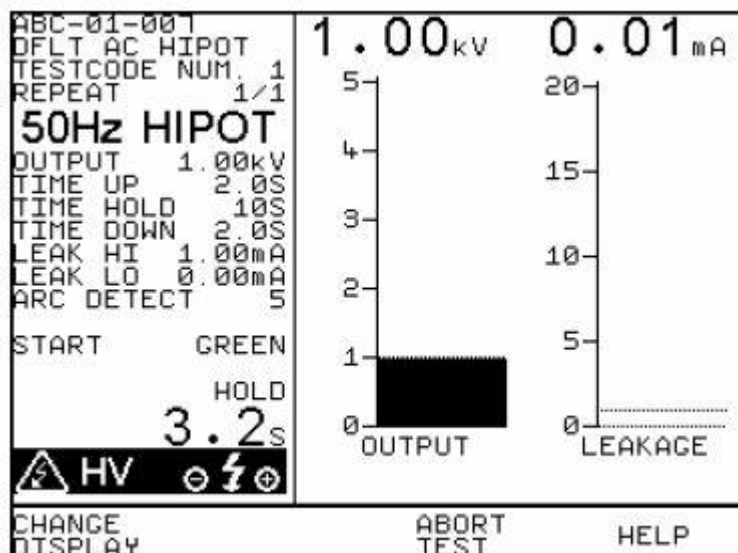 ABC-01-007
DFLT AC HIPOT
TESTCODE NUM. 1
REPEAT 1/1
50Hz HIPOT
OUTPUT 1.00kV
TIME UP 2.0S
TIME HOLD 10S
TIME DOWN 2.0S
LEAK HI 1.00mA
LEAK LO 0.00mA
ARC DETECT 5
START GREEN
HOLD
3.2s
HV
1.00kV
5
4
3
2
1
0
OUTPUT
0.01mA
20
15
10
5
0
LEAKAGE
CHANGE
DISPLAY
ABORT
TEST
HELP